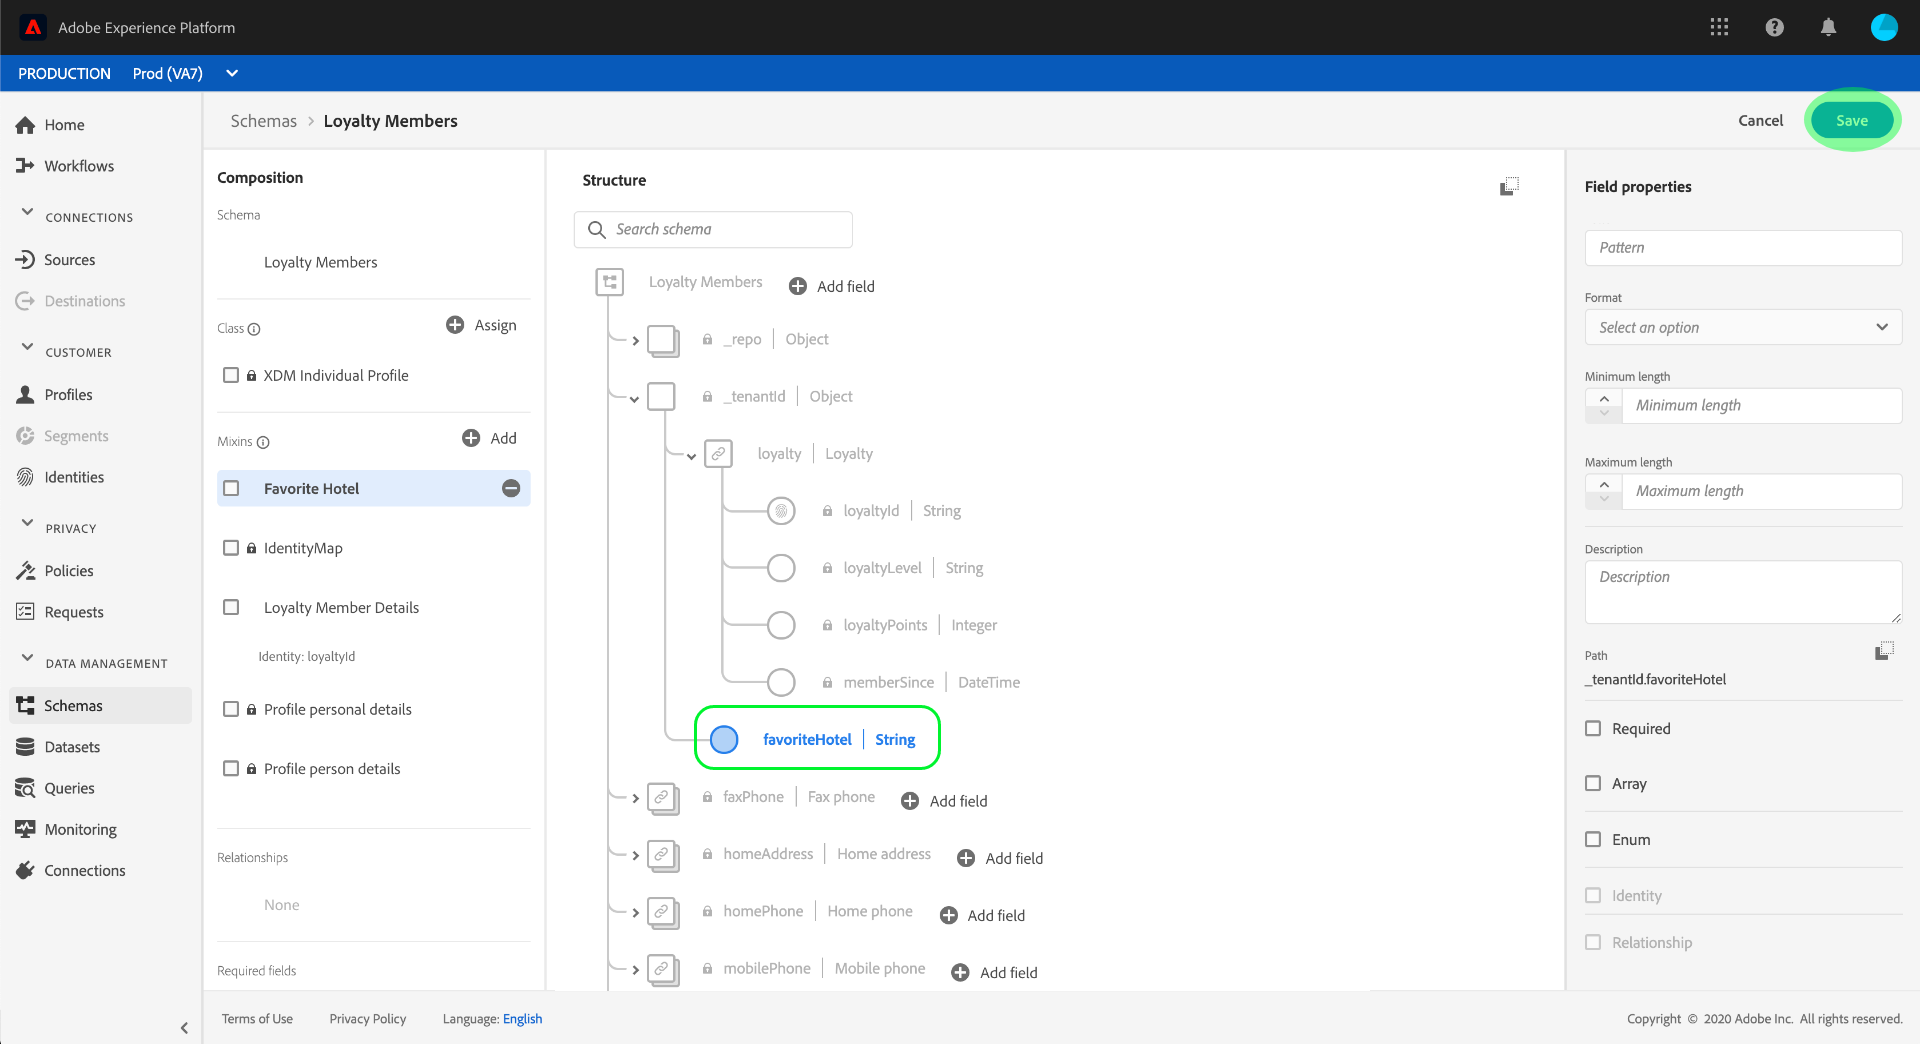 Adobe Experience Platform
PRODUCTION Prod (VA7)
Home
Workflows
CONNECTIONS
Sources
Destinations
CUSTOMER
Profiles
Segments
Identities
PRIVACY
Policies
Requests
DATA MANAGEMENT
Schemas
Datasets
Queries
Monitoring
Connections
Schemas > Loyalty Members
Cancel
Save
Composition
Schema
Loyalty Members
Class
Assign
XDM Individual Profile
Mixins
Add
Favorite Hotel
IdentityMap
Loyalty Member Details
Identity: loyaltyId
Profile personal details
Profile person details
Relationships
None
Required fields
Structure
Search schema
Loyalty Members Add field
_repo | Object
_tenantId | Object
loyalty | Loyalty
loyaltyId | String
loyaltyLevel | String
loyaltyPoints | Integer
memberSince | DateTime
favoriteHotel | String
faxPhone | Fax phone Add field
homeAddress | Home address Add field
homePhone | Home phone Add field
mobilePhone | Mobile phone Add field
Field properties
Pattern
Format
Select an option
Minimum length
Minimum length
Maximum length
Maximum length
Description
Description
Path
_tenantId.favoriteHotel
Required
Array
Enum
Identity
Relationship
Terms of Use Privacy Policy Language: English
Copyright © 2020 Adobe Inc. All rights reserved.